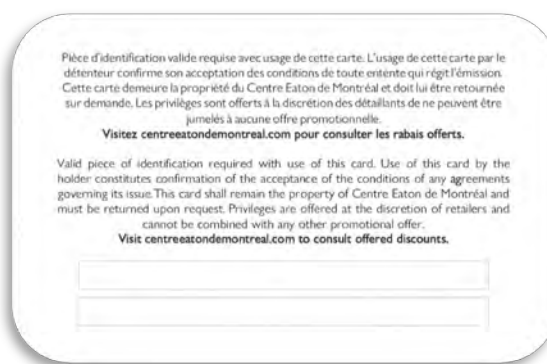 Pièce d'identification valide requise avec usage de cette carte. L'usage de cette carte par le
détenteur confirme son acceptation des conditions de toute entente qui régit l'émission.
Cette carte demeure la propriété du Centre Eaton de Montréal et doit lui être retournée
sur demande. Les privilèges sont offerts à la discrétion des détaillants de ne peuvent être
jumelés à aucune offre promotionnelle.
Visitez centreeatondemontreal.com pour consulter les rabais offerts.
Valid piece of identification required with use of this card. Use of this card by the
holder constitutes confirmation of the acceptance of the conditions of any agreements
governing its issue. This card shall remain the property of Centre Eaton de Montréal and
must be returned upon request. Privileges are offered at the discretion of retailers and
cannot be combined with any other promotional offer.
Visit centreeatondemontreal.com to consult offered discounts.